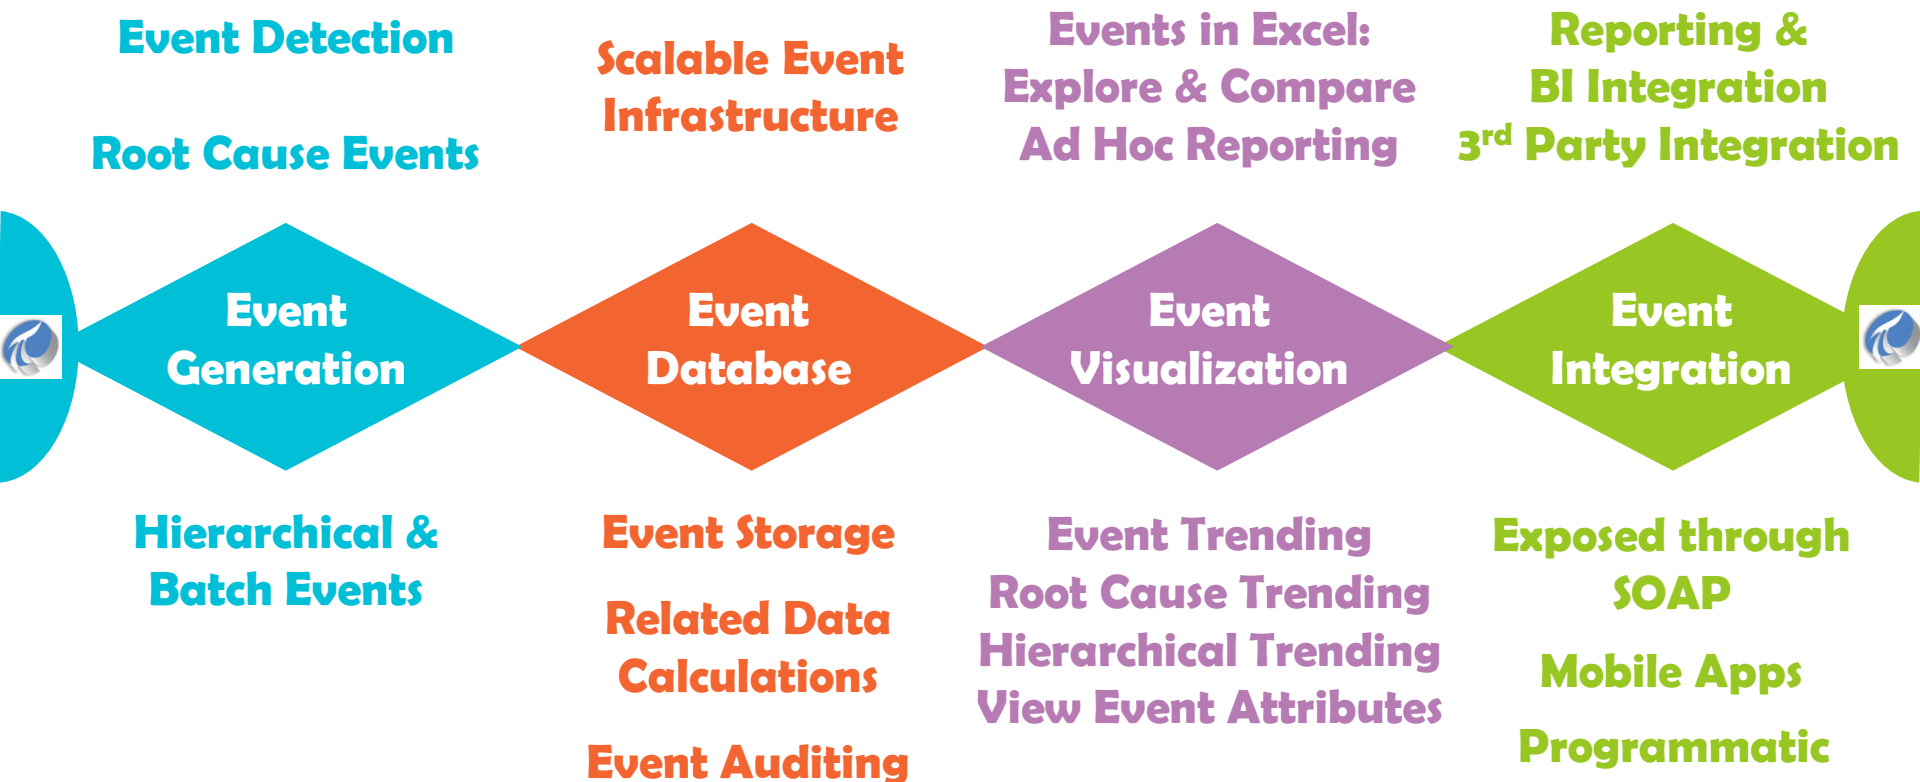 Event Detection
Root Cause Events
Scalable Event
Infrastructure
Events in Excel:
Explore & Compare
Ad Hoc Reporting
Reporting &
BI Integration
3rd Party Integration
Event
Generation
Event
Database
Event
Visualization
Event
Integration
Hierarchical &
Batch Events
Event Storage
Related Data
Calculations
Event Auditing
Event Trending
Root Cause Trending
Hierarchical Trending
View Event Attributes
Exposed through
SOAP
Mobile Apps
Programmatic